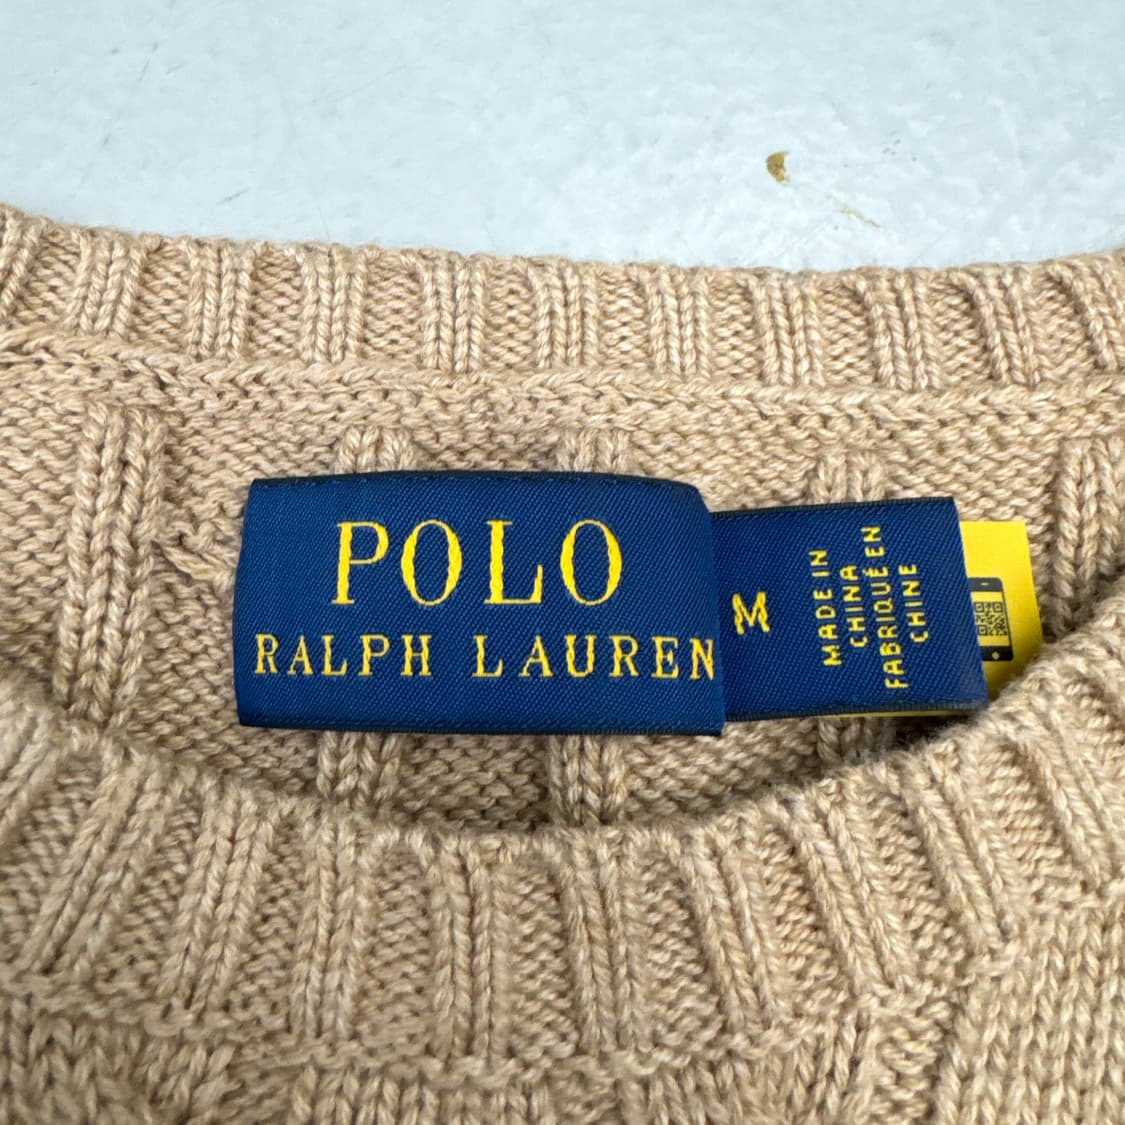 POLO
RALPH LAUREN
M
MADE IN
CHINA
FABRIQUÉ EN
CHINE